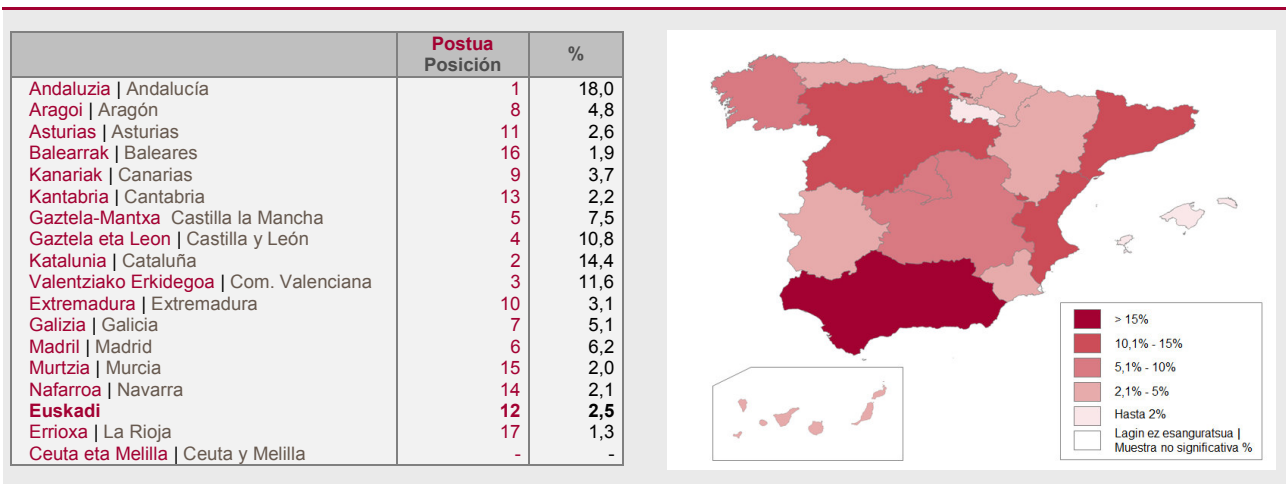 Postua
Posición
%
Andaluzia | Andalucía 1 18,0
Aragoi | Aragón 8 4,8
Asturias | Asturias 11 2,6
Balearrak | Baleares 16 1,9
Kanariak | Canarias 9 3,7
Kantabria | Cantabria 13 2,2
Gaztela-Mantxa Castilla la Mancha 5 7,5
Gaztela eta Leon | Castilla y León 4 10,8
Katalunia | Cataluña 2 14,4
Valentziako Erkidegoa | Com. Valenciana 3 11,6
Extremadura | Extremadura 10 3,1
Galizia | Galicia 7 5,1
Madril | Madrid 6 6,2
Murtzia | Murcia 15 2,0
Nafarroa | Navarra 14 2,1
Euskadi 12 2,5
Errioxa | La Rioja 17 1,3
Ceuta eta Melilla | Ceuta y Melilla - -
> 15%
10,1% - 15%
5,1% - 10%
2,1% - 5%
Hasta 2%
Lagin ez esanguratsua |
Muestra no significativa %